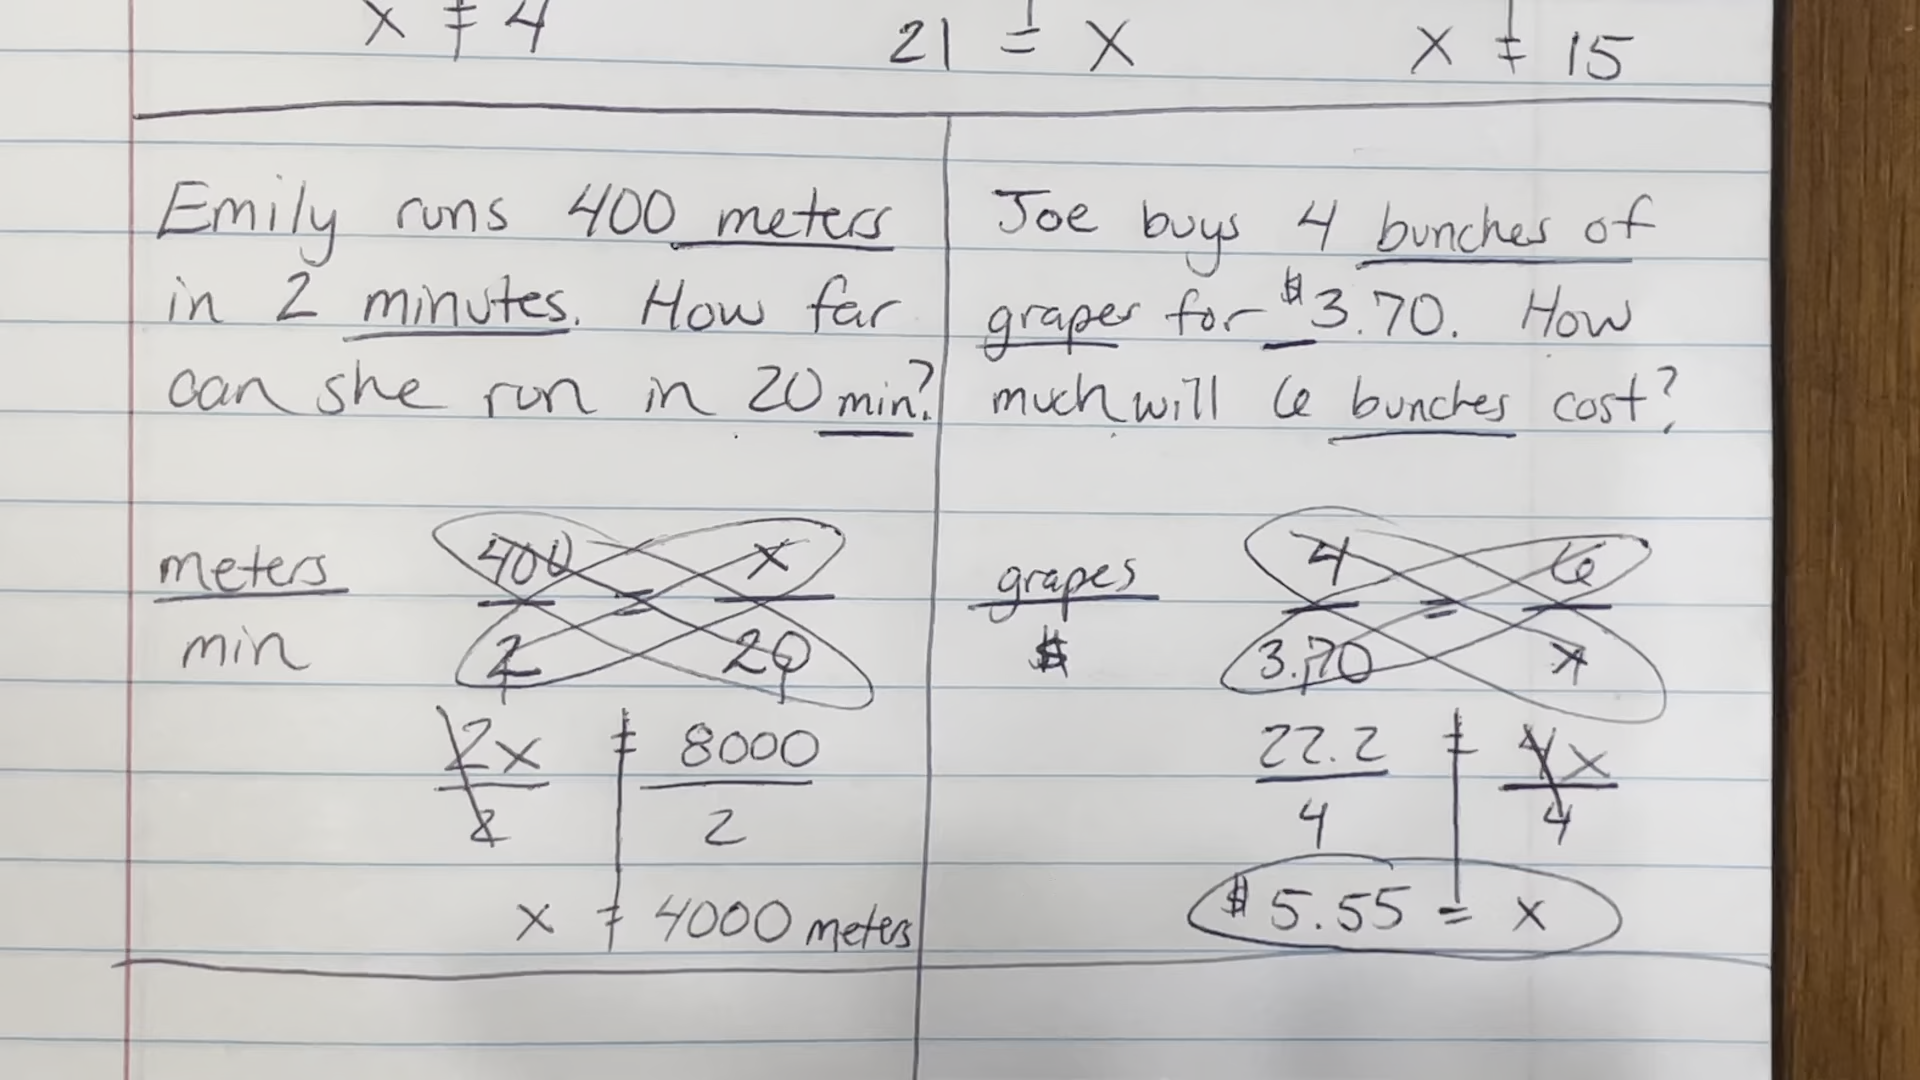 x = 4
21 = x
x = 15
Emily runs 400 meters
in 2 minutes. How far
can she run in 20 min?
meters
min
400 = x
2 20
2x = 8000
2 2
x = 4000 meters
Joe buys 4 bunches of
grapes for $3.70. How
much will 6 bunches cost?
grapes
$
4 = 6
3.70 x
22.2 = 4x
4 4
$5.55 = x